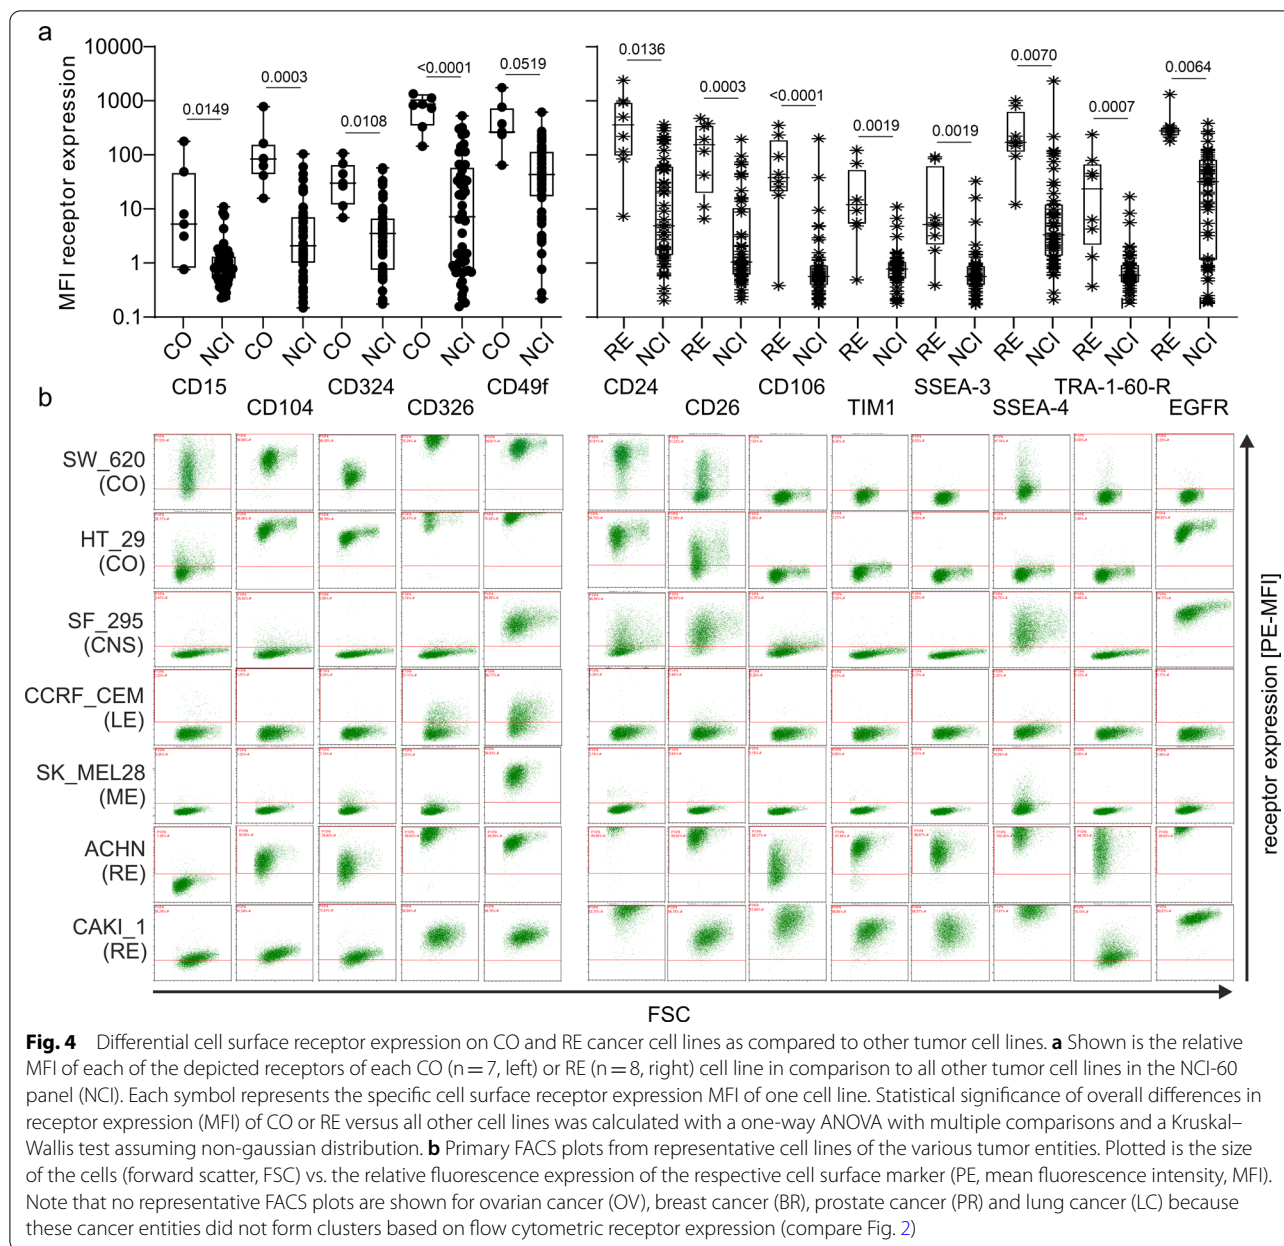 a
MFI receptor expression
10000
1000
100
10
1
0.1
0.0149
0.0003
0.0108
<0.0001
0.0519
0.0136
0.0003
<0.0001
0.0019
0.0019
0.0070
0.0007
0.0064
CO NCI CO NCI CO NCI CO NCI CO NCI RE NCI RE NCI RE NCI RE NCI RE NCI RE NCI RE NCI RE NCI
CD15 CD324 CD49f CD24 CD106 SSEA-3 TRA-1-60-R
CD104 CD326 CD26 TIM1 SSEA-4 EGFR
b
SW_620
(CO)
HT_29
(CO)
SF_295
(CNS)
CCRF_CEM
(LE)
SK_MEL28
(ME)
ACHN
(RE)
CAKI_1
(RE)
receptor expression [PE-MFI]
FSC
Fig. 4 Differential cell surface receptor expression on CO and RE cancer cell lines as compared to other tumor cell lines. a Shown is the relative
MFI of each of the depicted receptors of each CO (n = 7, left) or RE (n = 8, right) cell line in comparison to all other tumor cell lines in the NCI-60
panel (NCI). Each symbol represents the specific cell surface receptor expression MFI of one cell line. Statistical significance of overall differences in
receptor expression (MFI) of CO or RE versus all other cell lines was calculated with a one-way ANOVA with multiple comparisons and a Kruskal–
Wallis test assuming non-gaussian distribution. b Primary FACS plots from representative cell lines of the various tumor entities. Plotted is the size
of the cells (forward scatter, FSC) vs. the relative fluorescence expression of the respective cell surface marker (PE, mean fluorescence intensity, MFI).
Note that no representative FACS plots are shown for ovarian cancer (OV), breast cancer (BR), prostate cancer (PR) and lung cancer (LC) because
these cancer entities did not form clusters based on flow cytometric receptor expression (compare Fig. 2)